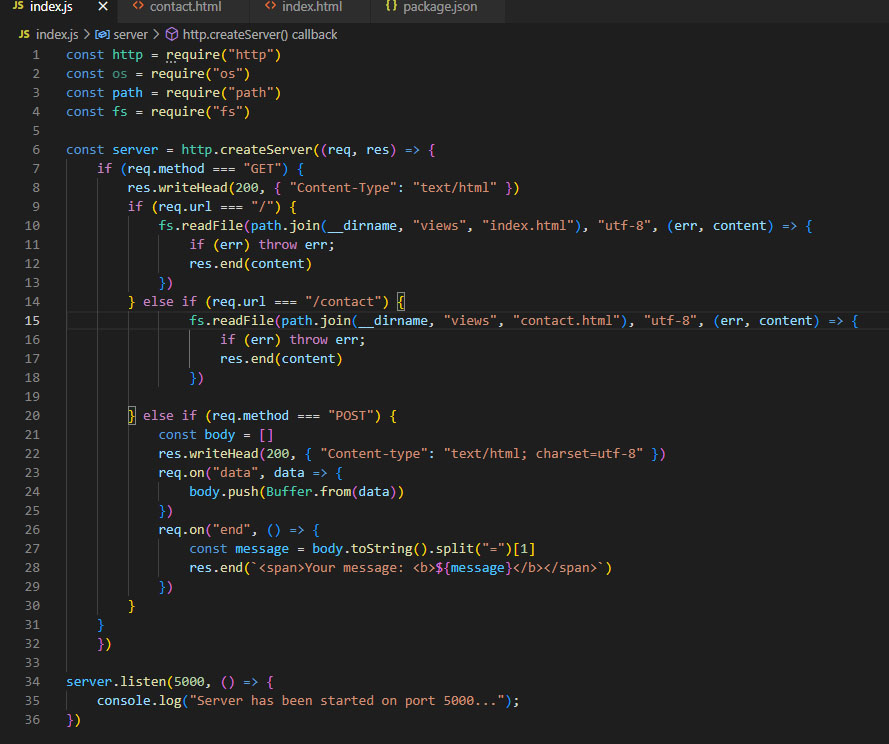 JS index.js × <> contact.html <> index.html {} package.json
JS index.js > server > http.createServer() callback
1 const http = require("http")
2 const os = require("os")
3 const path = require("path")
4 const fs = require("fs")
5
6 const server = http.createServer((req, res) => {
7     if (req.method === "GET") {
8         res.writeHead(200, { "Content-Type": "text/html" })
9         if (req.url === "/") {
10             fs.readFile(path.join(__dirname, "views", "index.html"), "utf-8", (err, content) => {
11                 if (err) throw err;
12                 res.end(content)
13             })
14         } else if (req.url === "/contact") {
15                 fs.readFile(path.join(__dirname, "views", "contact.html"), "utf-8", (err, content) => {
16                     if (err) throw err;
17                     res.end(content)
18                 })
19
20         } else if (req.method === "POST") {
21             const body = []
22             res.writeHead(200, { "Content-type": "text/html; charset=utf-8" })
23             req.on("data", data => {
24                 body.push(Buffer.from(data))
25             })
26             req.on("end", () => {
27                 const message = body.toString().split("=")[1]
28                 res.end(`<span>Your message: <b>${message}</b></span>`)
29             })
30         }
31     }
32     })
33
34 server.listen(5000, () => {
35     console.log("Server has been started on port 5000...");
36 })